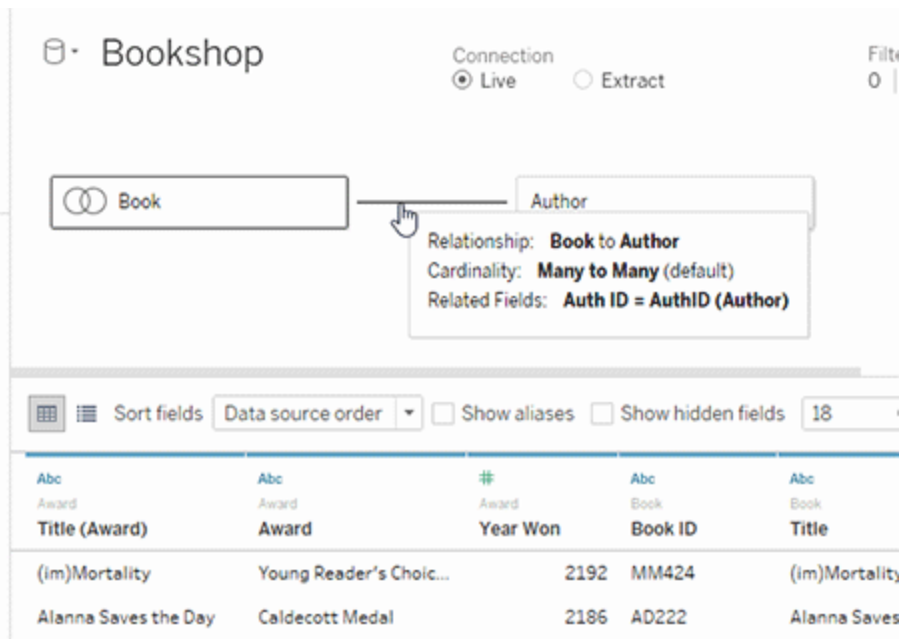 Bookshop
Connection
Live Extract
0
Book
Author
Relationship: Book to Author
Cardinality: Many to Many (default)
Related Fields: Auth ID = AuthID (Author)
Sort fields Data source order Show aliases Show hidden fields 18
Abc Abc # Abc Abc
Award Award Award Book Book
Title (Award) Award Year Won Book ID Title
(im)Mortality Young Reader's Choic... 2192 MM424 (im)Mortality
Alanna Saves the Day Caldecott Medal 2186 AD222 Alanna Saves